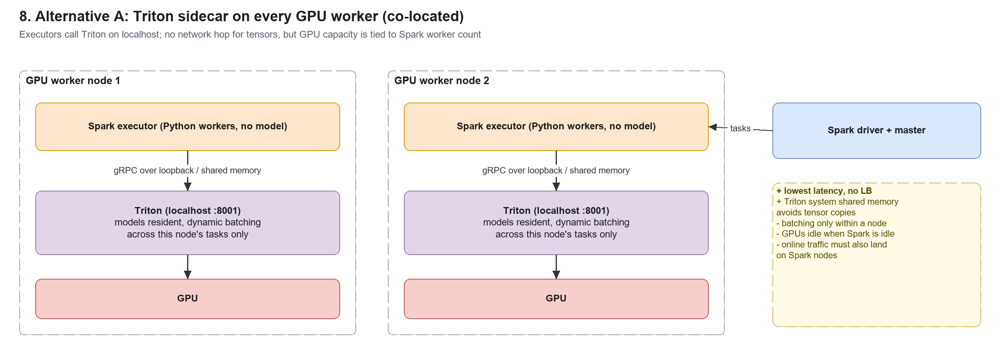 8. Alternative A: Triton sidecar on every GPU worker (co-located)
Executors call Triton on localhost; no network hop for tensors, but GPU capacity is tied to Spark worker count
GPU worker node 1
Spark executor (Python workers, no model)
gRPC over loopback / shared memory
Triton (localhost :8001)
models resident, dynamic batching
across this node's tasks only
GPU
GPU worker node 2
Spark executor (Python workers, no model)
gRPC over loopback / shared memory
Triton (localhost :8001)
models resident, dynamic batching
across this node's tasks only
GPU
tasks
Spark driver + master
+ lowest latency, no LB
+ Triton system shared memory
avoids tensor copies
- batching only within a node
- GPUs idle when Spark is idle
- online traffic must also land
on Spark nodes